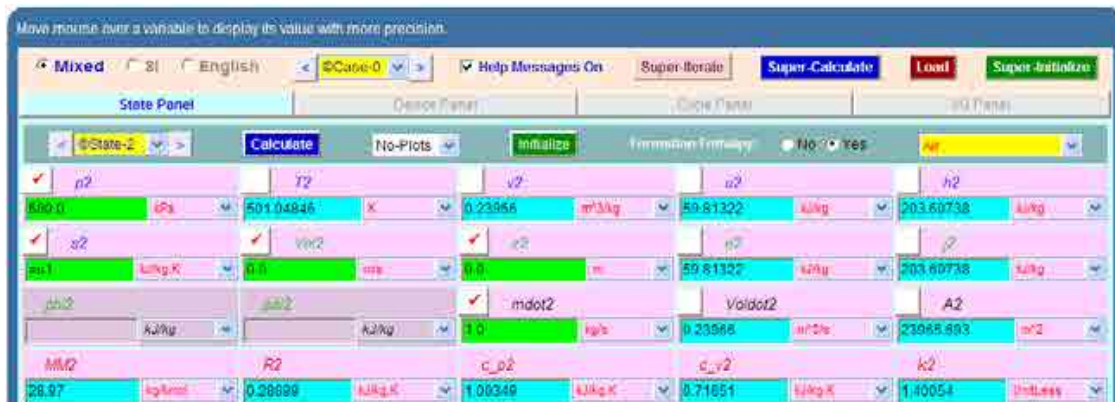 Move mouse over a variable to display its value with more precision.
Mixed SI English < ©Case-0 > Help Messages On Super-Iterate Super-Calculate Load Super-Initialize
State Panel Device Panel Cycle Panel I/O Panel
< ©State-2 > Calculate No-Plots Initialize Formation Enthalpy: No Yes Air
p2 T2 v2 u2 h2
kPa 501.04846 K 0.23966 m^3/kg 59.81322 kJ/kg 203.60738 kJ/kg
s2 Vel2 z2 e2 j2
=s1 kJ/kg.K 0.0 m/s 0.0 m 59.81322 kJ/kg 203.60738 kJ/kg
phi2 psi2 mdot2 Voldot2 A2
kJ/kg kJ/kg 1.0 kg/s 0.23966 m^3/s 23965.693 m^2
MM2 R2 c_p2 c_v2 k2
28.97 kg/kmol 0.28699 kJ/kg.K 1.00349 kJ/kg.K 0.71651 kJ/kg.K 1.40054 UnitLess